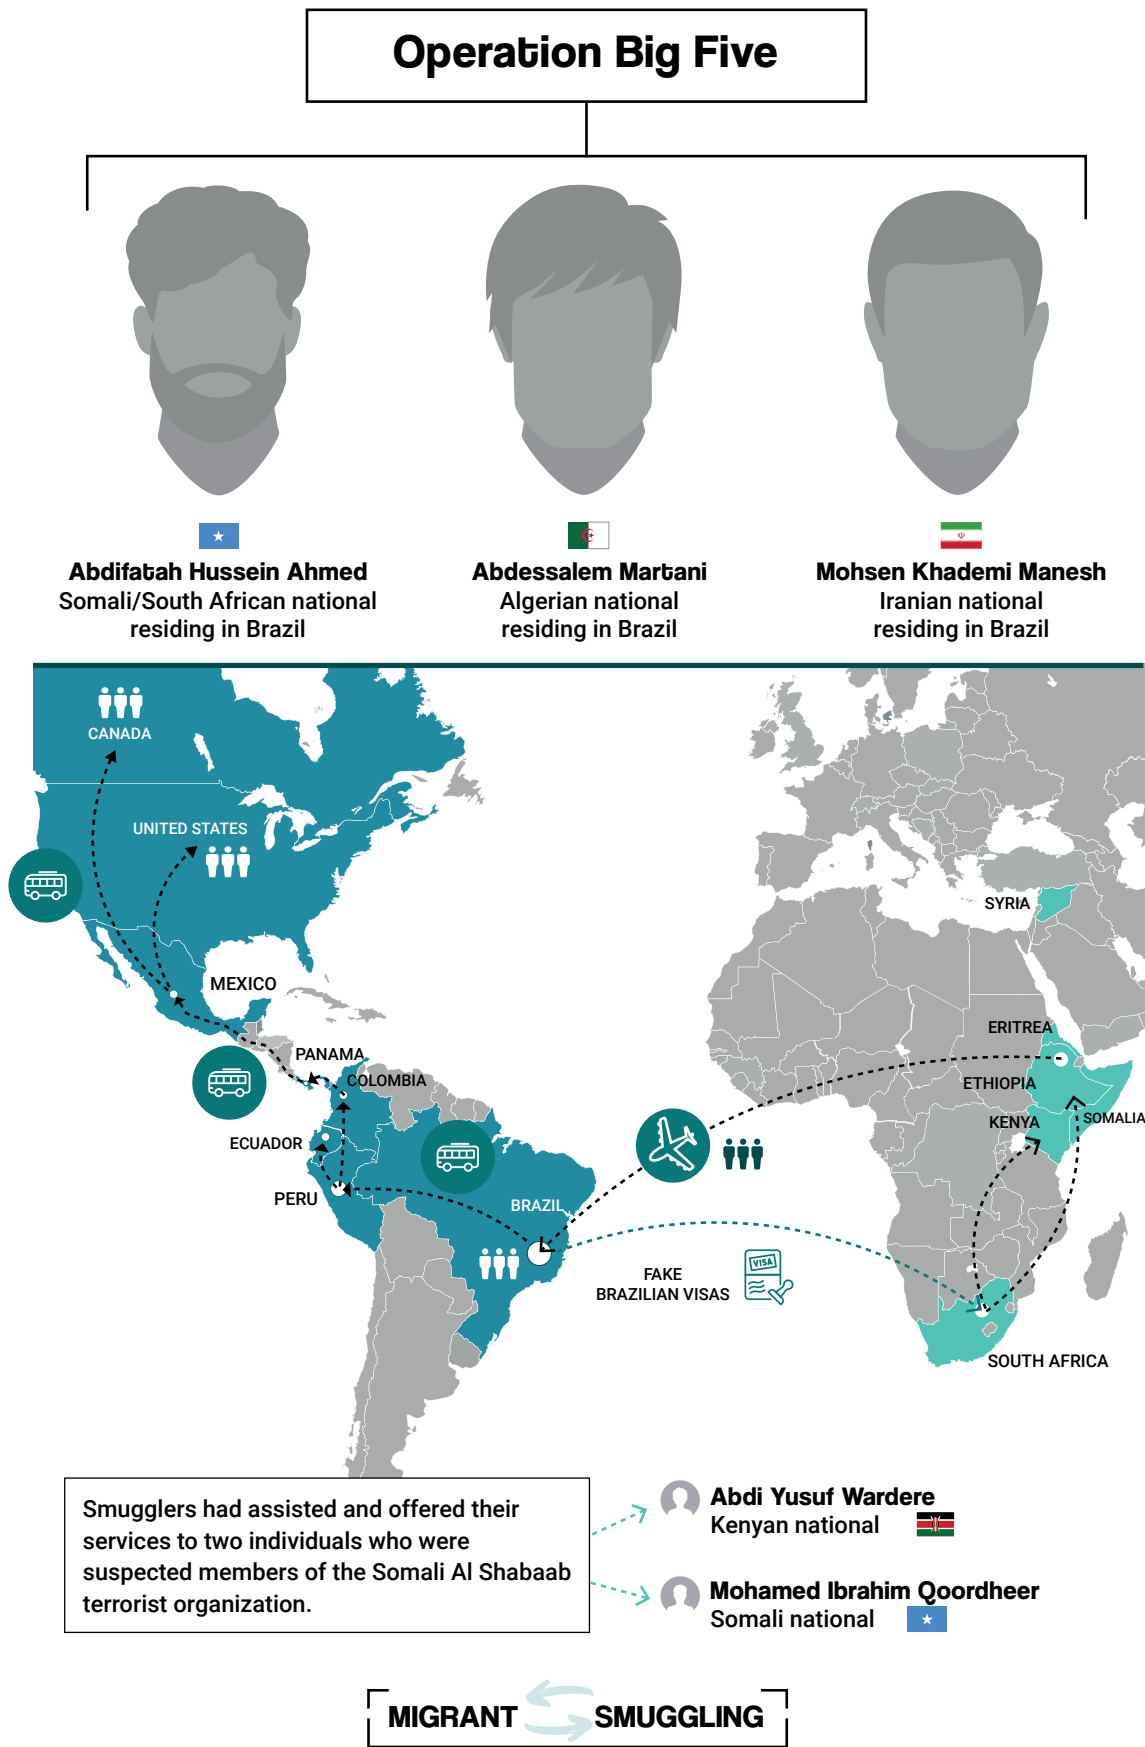 Operation Big Five
Abdifatah Hussein Ahmed
Somali/South African national
residing in Brazil
Abdessalem Martani
Algerian national
residing in Brazil
Mohsen Khademi Manesh
Iranian national
residing in Brazil
CANADA
UNITED STATES
MEXICO
PANAMA
COLOMBIA
ECUADOR
PERU
BRAZIL
SYRIA
ERITREA
ETHIOPIA
KENYA
SOMALIA
FAKE
BRAZILIAN VISAS
VISA
SOUTH AFRICA
Smugglers had assisted and offered their
services to two individuals who were
suspected members of the Somali Al Shabaab
terrorist organization.
Abdi Yusuf Wardere
Kenyan national
Mohamed Ibrahim Qoordheer
Somali national
MIGRANT SMUGGLING